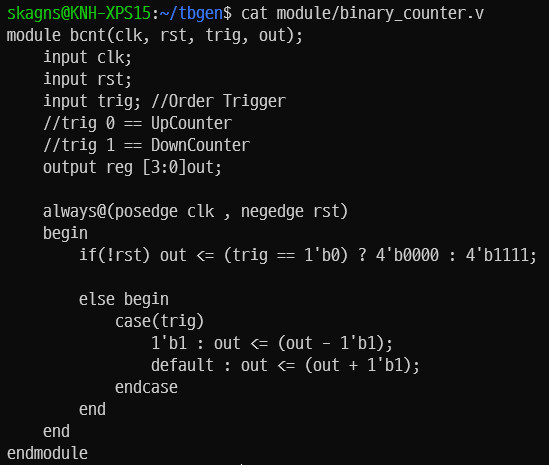 skagns@KNH-XPS15:~/tbgen$ cat module/binary_counter.v
module bcnt(clk, rst, trig, out);
    input clk;
    input rst;
    input trig; //Order Trigger
    //trig 0 == UpCounter
    //trig 1 == DownCounter
    output reg [3:0]out;

    always@(posedge clk , negedge rst)
    begin
        if(!rst) out <= (trig == 1'b0) ? 4'b0000 : 4'b1111;

        else begin
            case(trig)
                1'b1 : out <= (out - 1'b1);
                default : out <= (out + 1'b1);
            endcase
        end
    end
endmodule